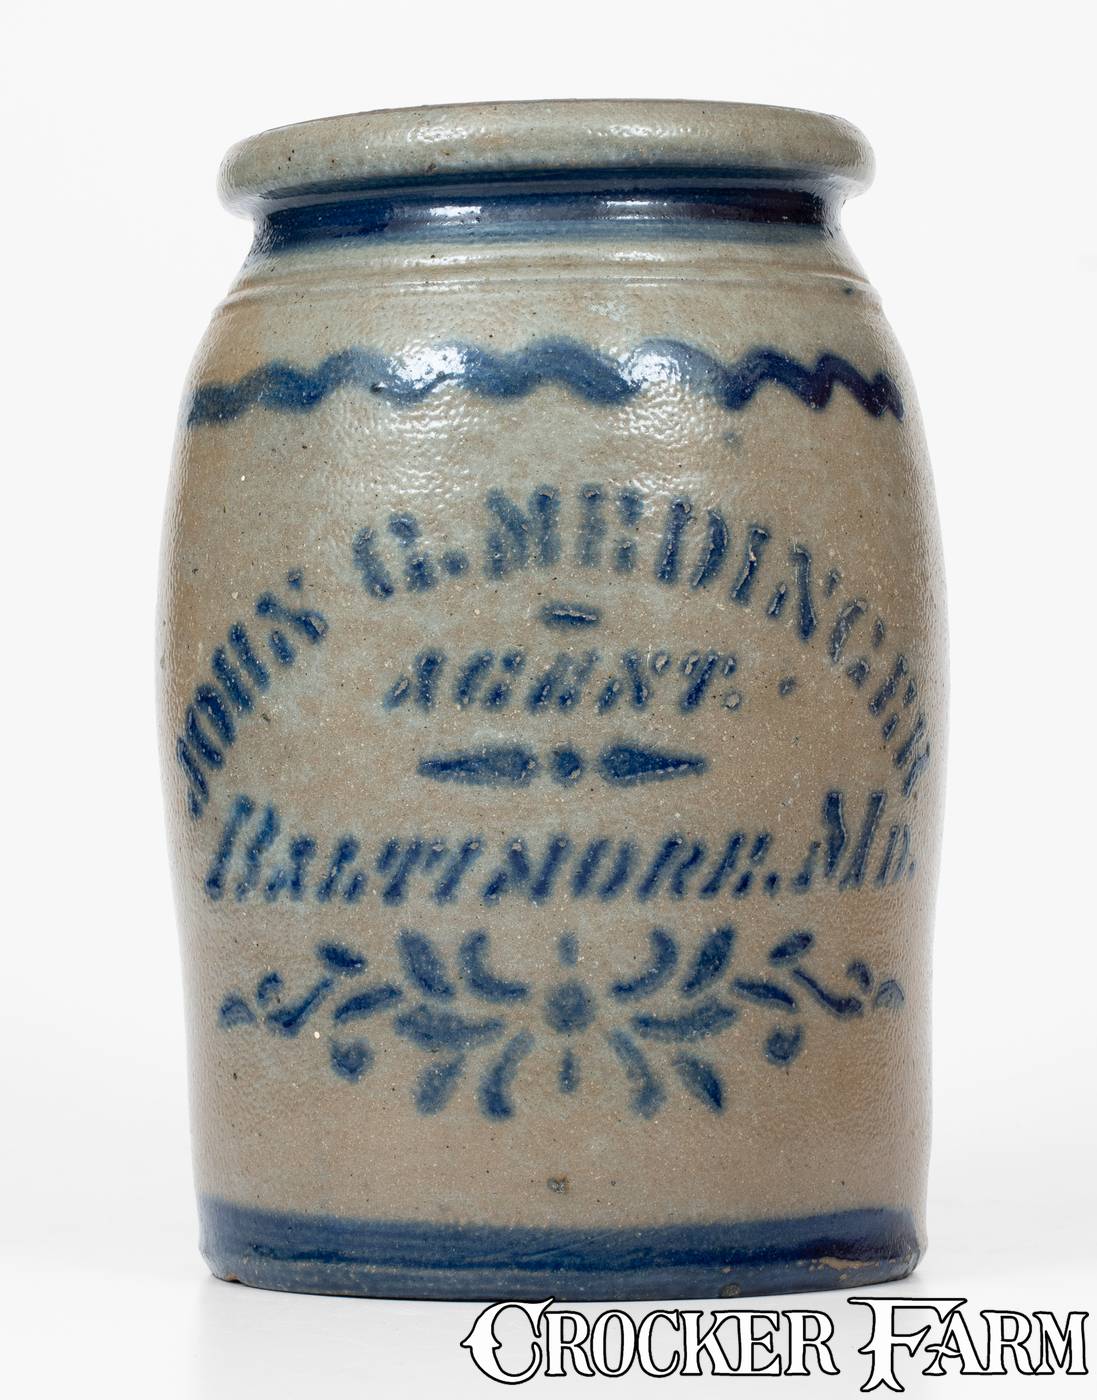 JOHN G. MEDINGER
AGENT.
BALTIMORE. MD.
CROCKER FARM